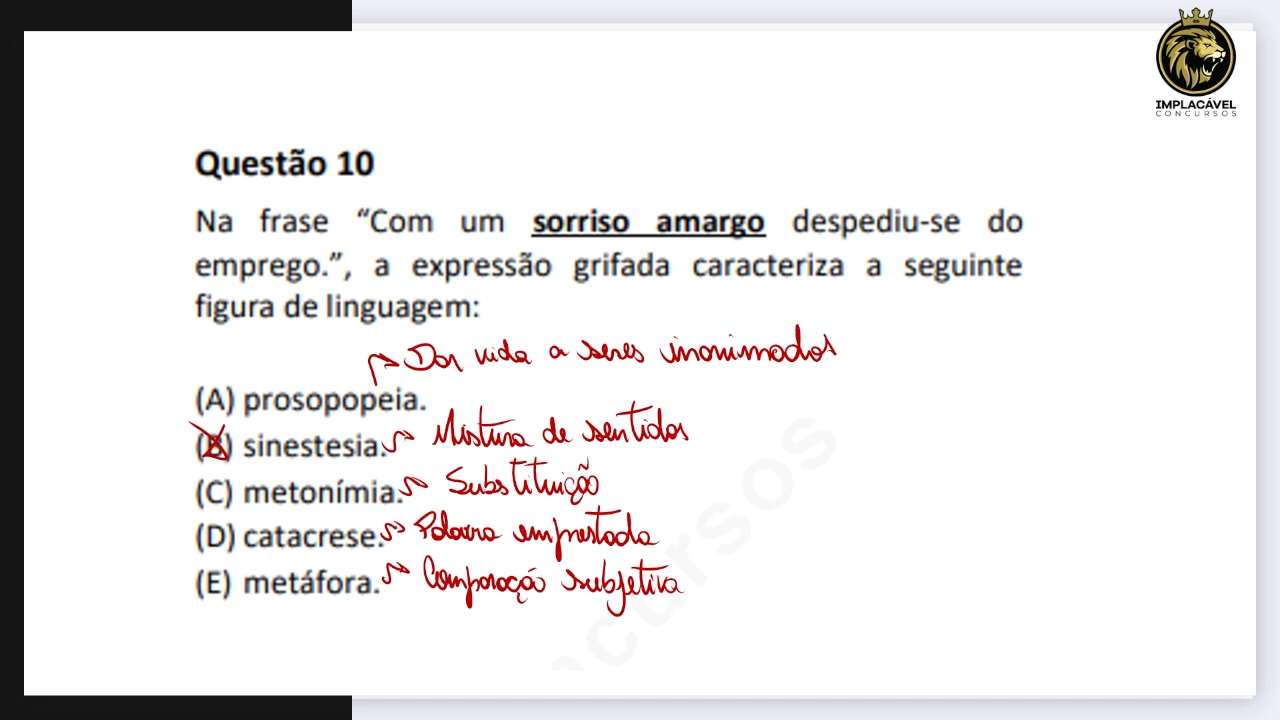 IMPLACÁVEL
CONCURSOS
Questão 10
Na frase “Com um sorriso amargo despediu-se do
emprego.”, a expressão grifada caracteriza a seguinte
figura de linguagem:
Dar vida a seres inanimados
(A) prosopopeia.
(B) sinestesia. Mistura de sentidos
(C) metonímia. Substituição
(D) catacrese. Palavra emprestada
(E) metáfora. Comparação subjetiva
ncursos